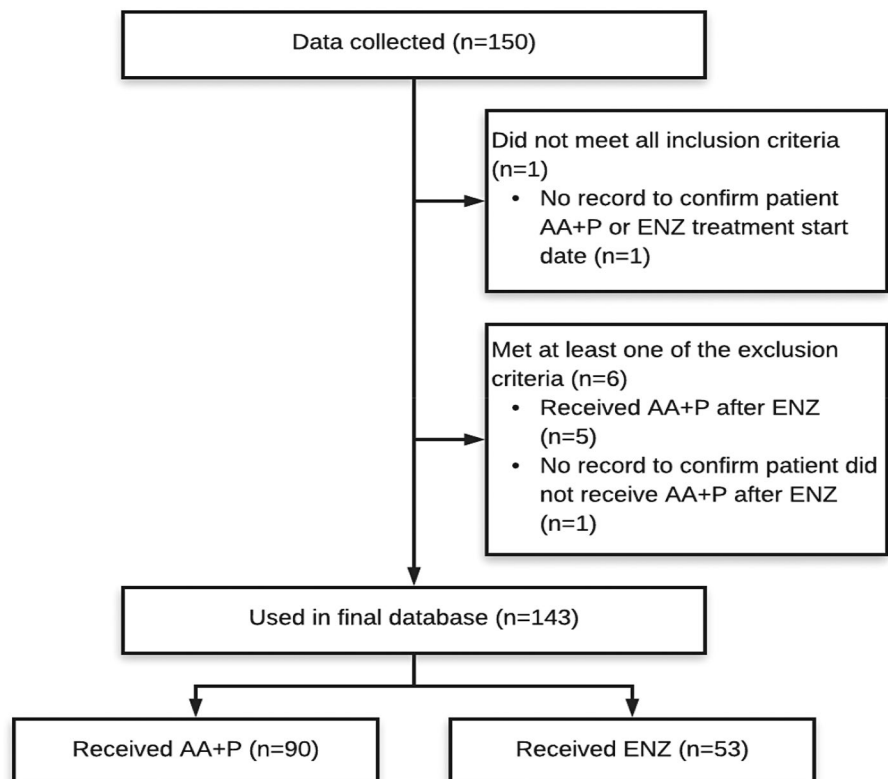 Data collected (n=150)
Did not meet all inclusion criteria
(n=1)
• No record to confirm patient
AA+P or ENZ treatment start
date (n=1)
Met at least one of the exclusion
criteria (n=6)
• Received AA+P after ENZ
(n=5)
• No record to confirm patient did
not receive AA+P after ENZ
(n=1)
Used in final database (n=143)
Received AA+P (n=90)
Received ENZ (n=53)